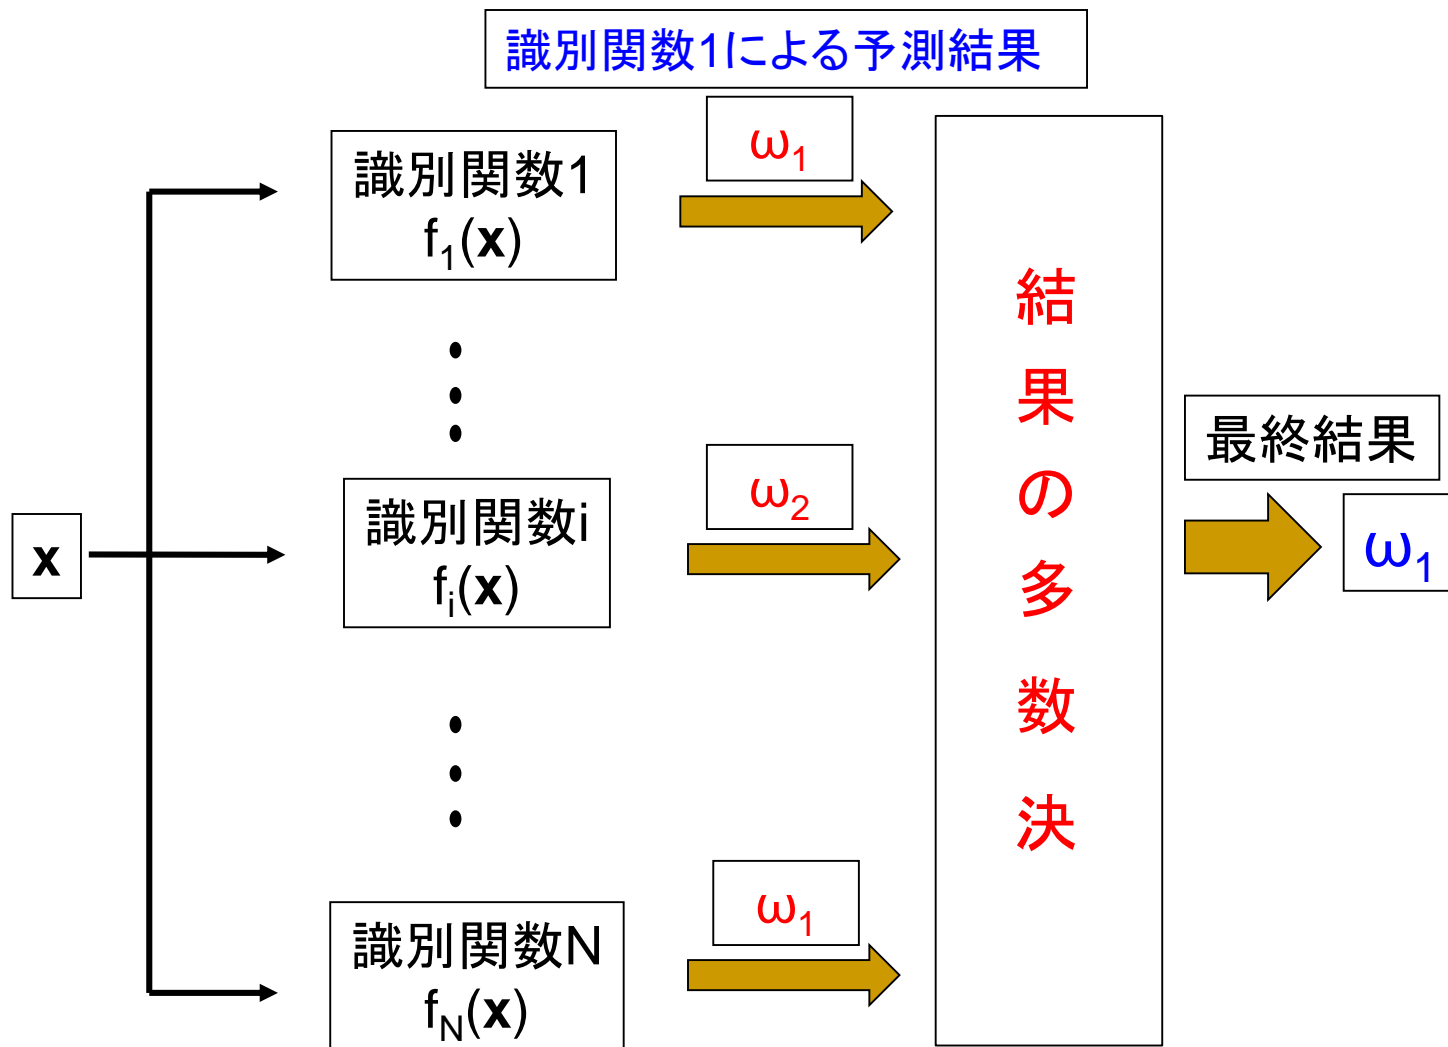 識別関数1による予測結果
ω1
識別関数1
f1(x)
結果の多数決
ω2
識別関数i
fi(x)
x
最終結果
ω1
ω1
識別関数N
fN(x)